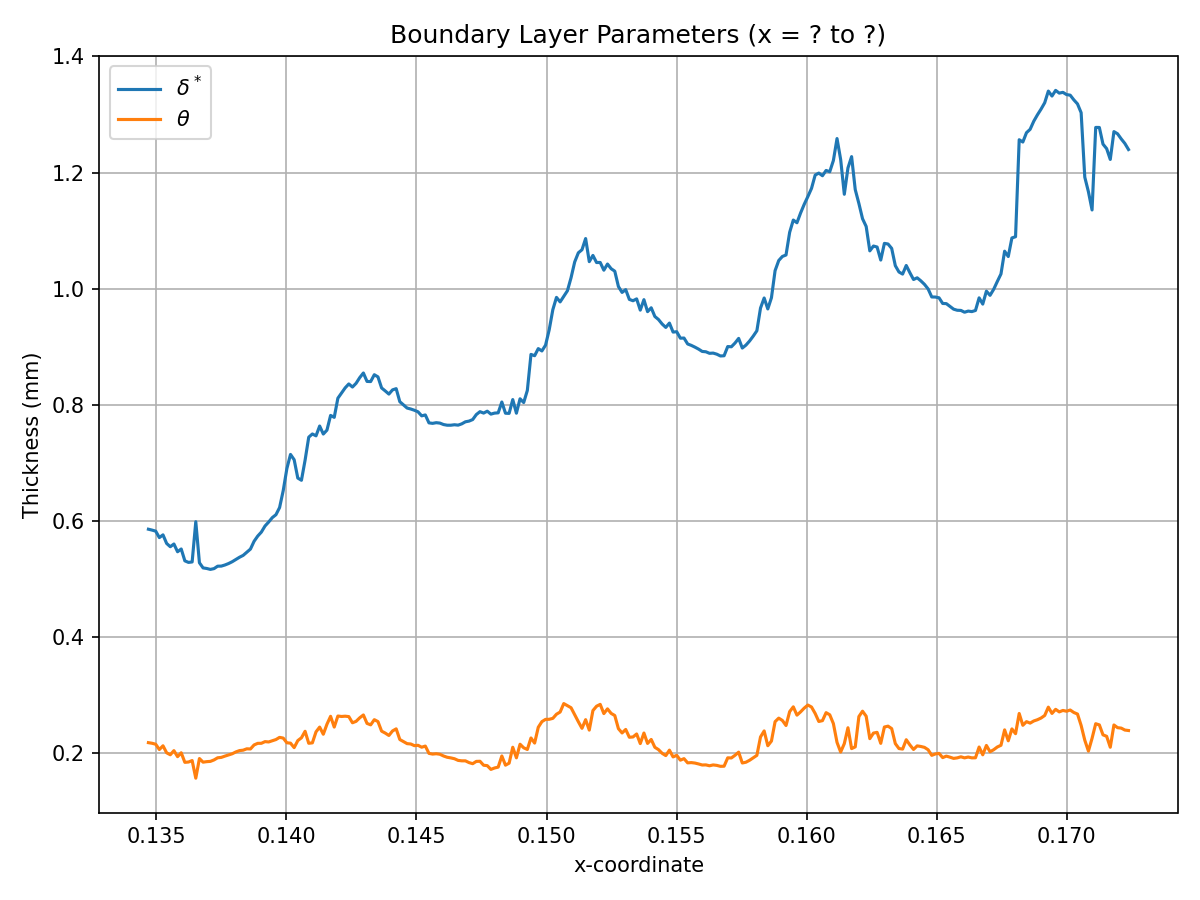 Boundary Layer Parameters (x = ? to ?)
δ*
θ
Thickness (mm)
1.4
1.2
1.0
0.8
0.6
0.4
0.2
0.135 0.140 0.145 0.150 0.155 0.160 0.165 0.170
x-coordinate